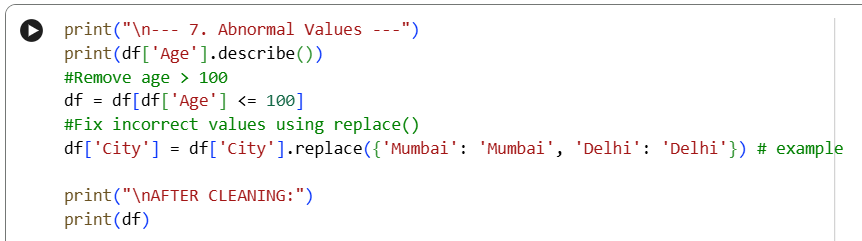 print("\n--- 7. Abnormal Values ---")
print(df['Age'].describe())
#Remove age > 100
df = df[df['Age'] <= 100]
#Fix incorrect values using replace()
df['City'] = df['City'].replace({'Mumbai': 'Mumbai', 'Delhi': 'Delhi'}) # example
print("\nAFTER CLEANING:")
print(df)